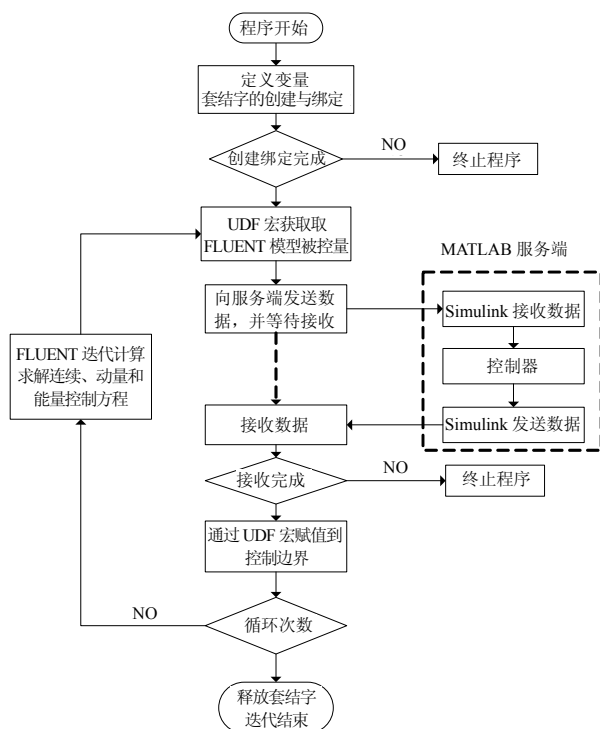 程序开始
定义变量
套结字的创建与绑定
创建绑定完成
NO
终止程序
UDF 宏获取取
FLUENT 模型被控量
MATLAB 服务端
向服务端发送数
据，并等待接收
Simulink 接收数据
控制器
Simulink 发送数据
FLUENT 迭代计算
求解连续、动量和
能量控制方程
接收数据
接收完成
NO
终止程序
通过 UDF 宏赋值到
控制边界
NO
循环次数
释放套结字
迭代结束